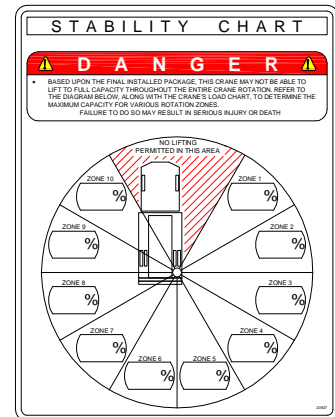 STABILITY CHART
DANGER
• BASED UPON THE FINAL INSTALLED PACKAGE, THIS CRANE MAY NOT BE ABLE TO
LIFT TO FULL CAPACITY THROUGHOUT THE ENTIRE CRANE ROTATION. REFER TO
THE DIAGRAM BELOW, ALONG WITH THE CRANE'S LOAD CHART, TO DETERMINE THE
MAXIMUM CAPACITY FOR VARIOUS ROTATION ZONES.
FAILURE TO DO SO MAY RESULT IN SERIOUS INJURY OR DEATH
NO LIFTING
PERMITTED IN THIS AREA
ZONE 10
%
ZONE 1
%
ZONE 9
%
ZONE 2
%
ZONE 8
%
ZONE 3
%
ZONE 7
%
ZONE 4
%
ZONE 6
%
ZONE 5
%